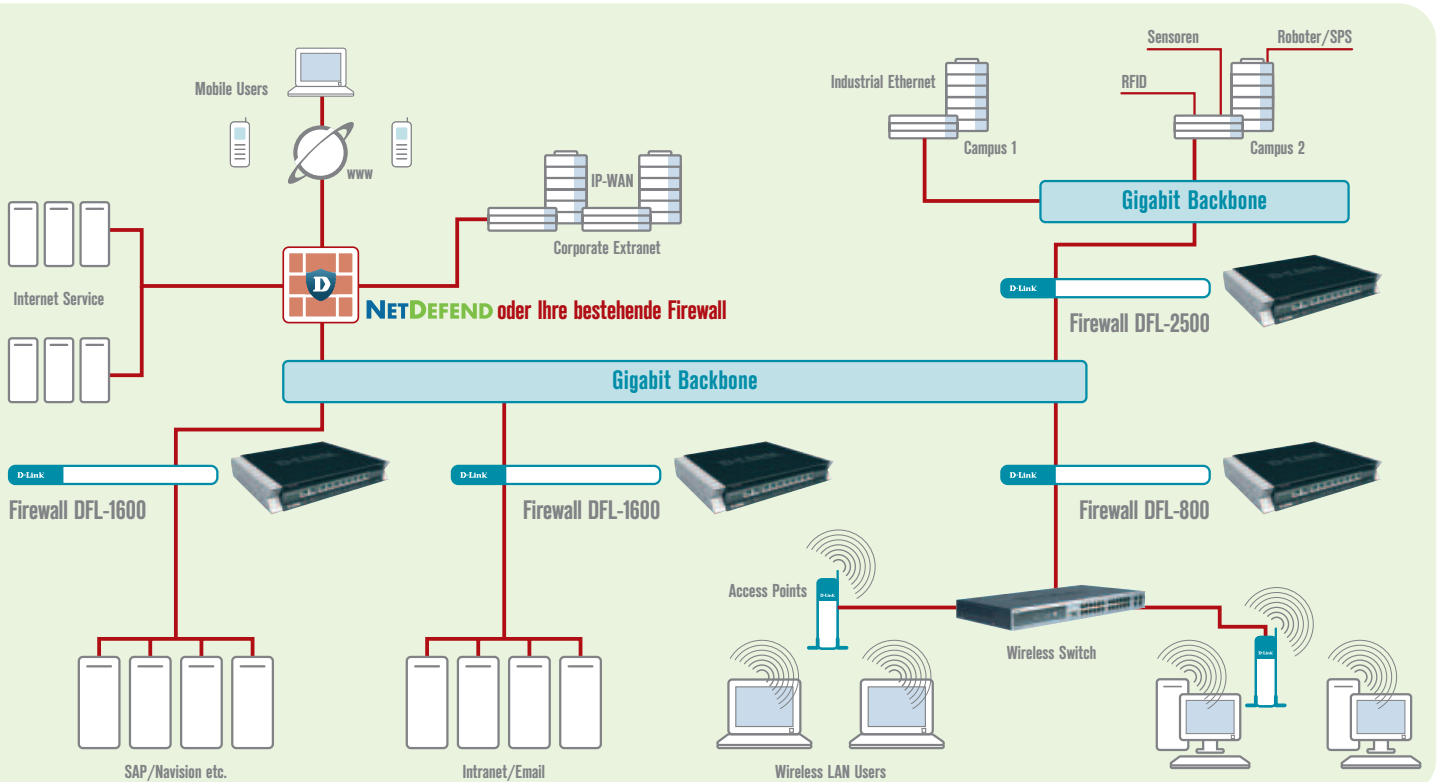 Sensoren
Roboter/SPS
Mobile Users
Industrial Ethernet
RFID
www
IP-WAN
Campus 1
Campus 2
Gigabit Backbone
Corporate Extranet
Internet Service
D
NETDEFEND oder Ihre bestehende Firewall
D-Link
Firewall DFL-2500
Gigabit Backbone
D-Link
Firewall DFL-1600
D-Link
D-Link
Firewall DFL-1600
D-Link
D-Link
Firewall DFL-800
Access Points
D-Link
Wireless Switch
D-Link
SAP/Navision etc.
Intranet/Email
Wireless LAN Users